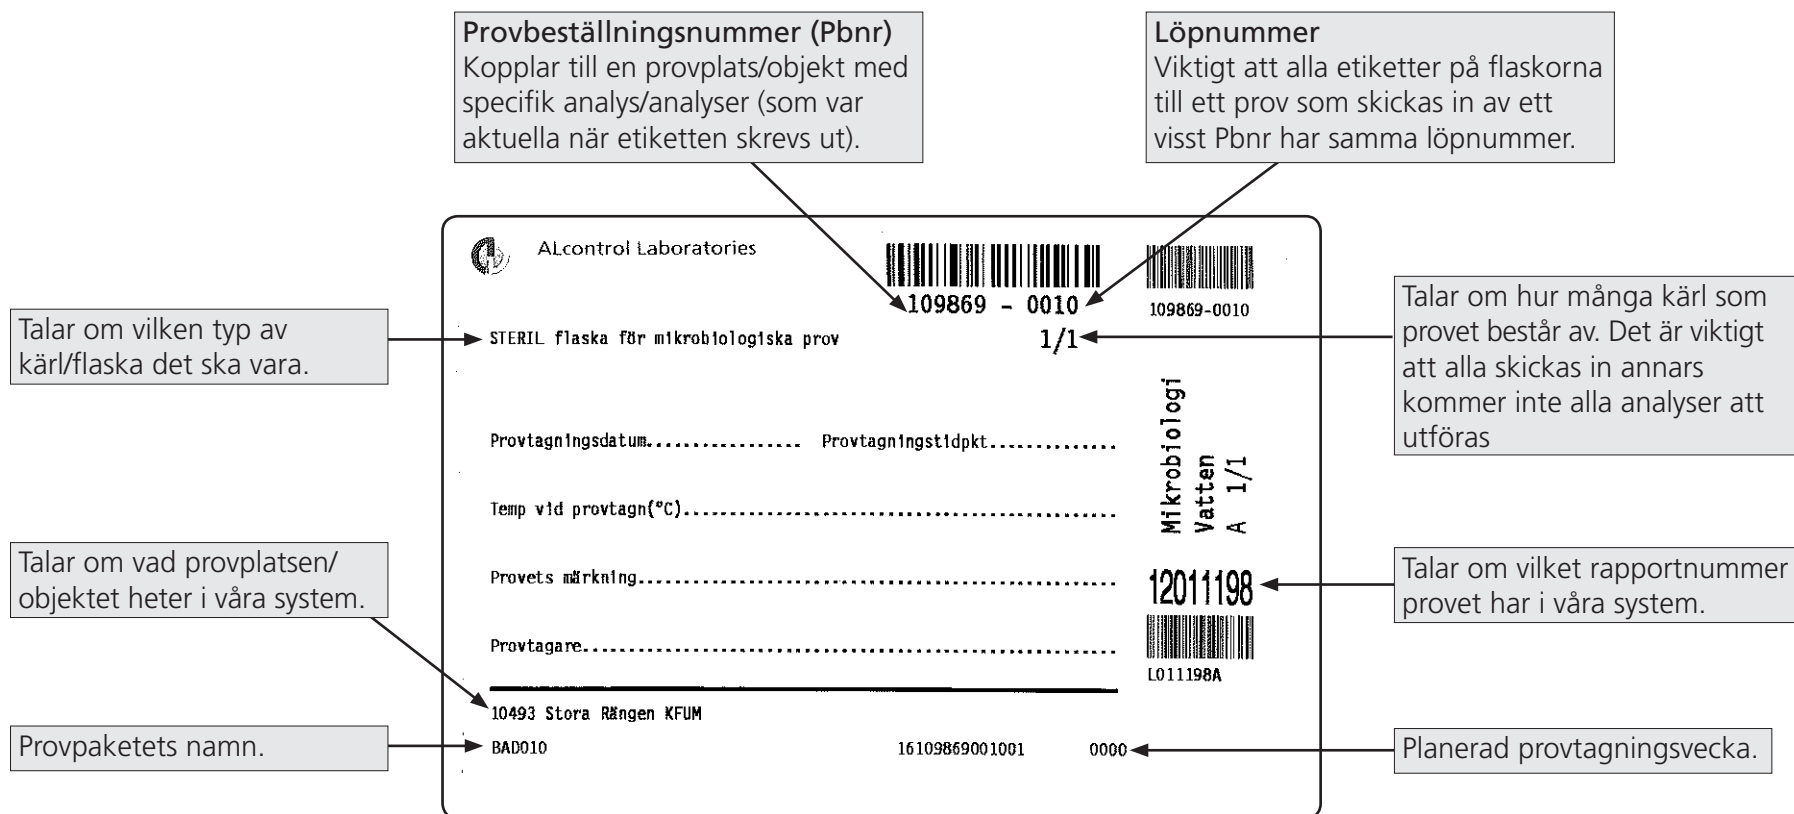 Provbeställningsnummer (Pbnr)
Kopplar till en provplats/objekt med
specifik analys/analyser (som var
aktuella när etiketten skrevs ut).
Löpnummer
Viktigt att alla etiketter på flaskorna
till ett prov som skickas in av ett
visst Pbnr har samma löpnummer.
ALcontrol Laboratories
109869 - 0010
109869-0010
Talar om vilken typ av
kärl/flaska det ska vara.
STERIL flaska för mikrobiologiska prov
1/1
Talar om hur många kärl som
provet består av. Det är viktigt
att alla skickas in annars
kommer inte alla analyser att
utföras
Provtagningsdatum................ Provtagningstidpkt................
Temp vid provtagn(°C)................
Mikrobiologi
Vatten
A 1/1
Talar om vad provplatsen/
objektet heter i våra system.
Provets märkning................
12011198
Talar om vilket rapportnummer
provet har i våra system.
Provtagare................
L011198A
10493 Stora Rängen KFUM
Provpaketets namn.
BAD010
16109869001001
0000
Planerad provtagningsvecka.